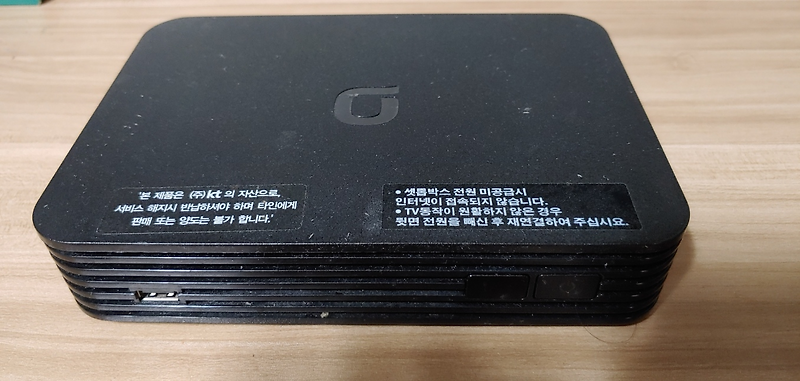 '본 제품은 (주)kt 의 자산으로,
서비스 해지시 반납하셔야 하며 타인에게
판매 또는 양도는 불가 합니다.'
• 셋톱박스 전원 미공급시
인터넷이 접속되지 않습니다.
• TV동작이 원활하지 않은 경우
뒷면 전원을 빼신 후 재연결하여 주십시요.